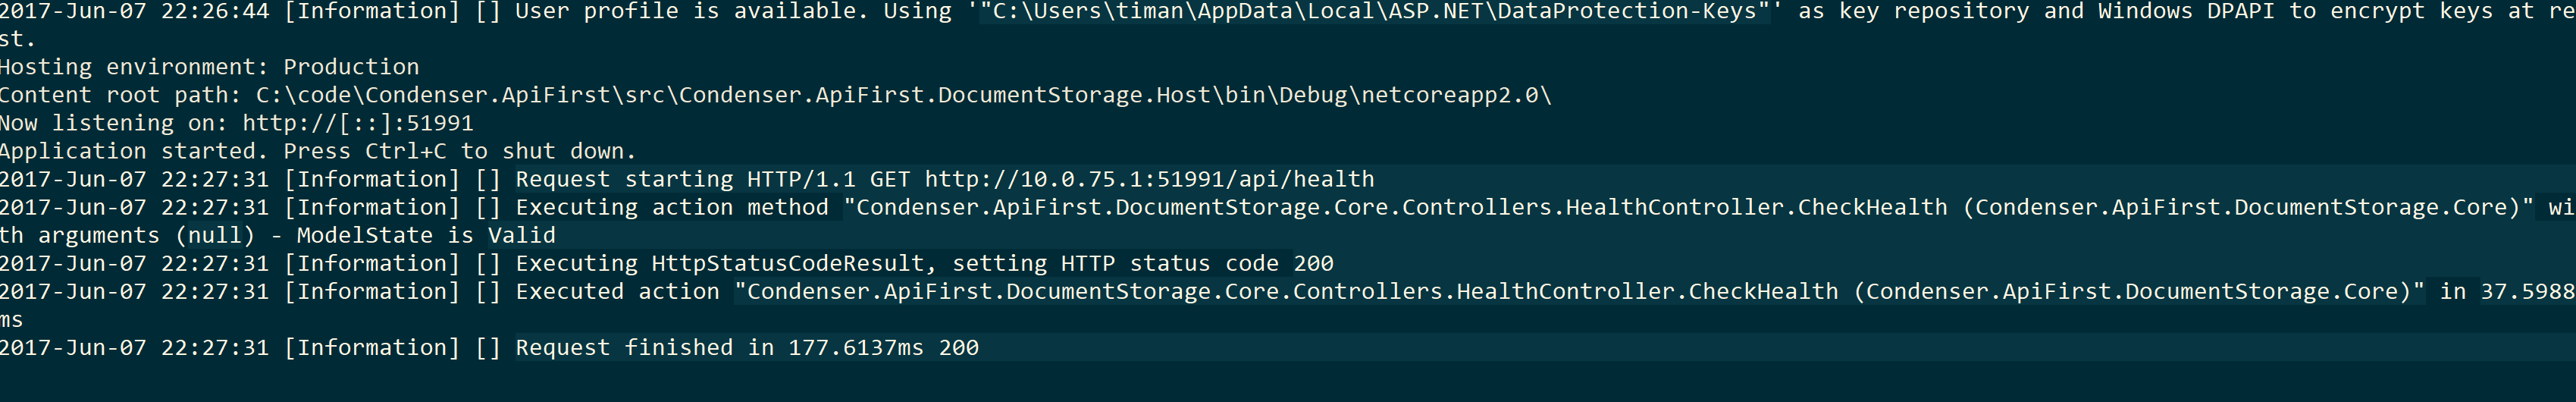 2017-Jun-07 22:26:44 [Information] [] User profile is available. Using '"C:\Users\timan\AppData\Local\ASP.NET\DataProtection-Keys"' as key repository and Windows DPAPI to encrypt keys at re
st.
Hosting environment: Production
Content root path: C:\code\Condenser.ApiFirst\src\Condenser.ApiFirst.DocumentStorage.Host\bin\Debug\netcoreapp2.0\
Now listening on: http://[::]:51991
Application started. Press Ctrl+C to shut down.
2017-Jun-07 22:27:31 [Information] [] Request starting HTTP/1.1 GET http://10.0.75.1:51991/api/health
2017-Jun-07 22:27:31 [Information] [] Executing action method "Condenser.ApiFirst.DocumentStorage.Core.Controllers.HealthController.CheckHealth (Condenser.ApiFirst.DocumentStorage.Core)" wi
th arguments (null) - ModelState is Valid
2017-Jun-07 22:27:31 [Information] [] Executing HttpStatusCodeResult, setting HTTP status code 200
2017-Jun-07 22:27:31 [Information] [] Executed action "Condenser.ApiFirst.DocumentStorage.Core.Controllers.HealthController.CheckHealth (Condenser.ApiFirst.DocumentStorage.Core)" in 37.5988
ms
2017-Jun-07 22:27:31 [Information] [] Request finished in 177.6137ms 200